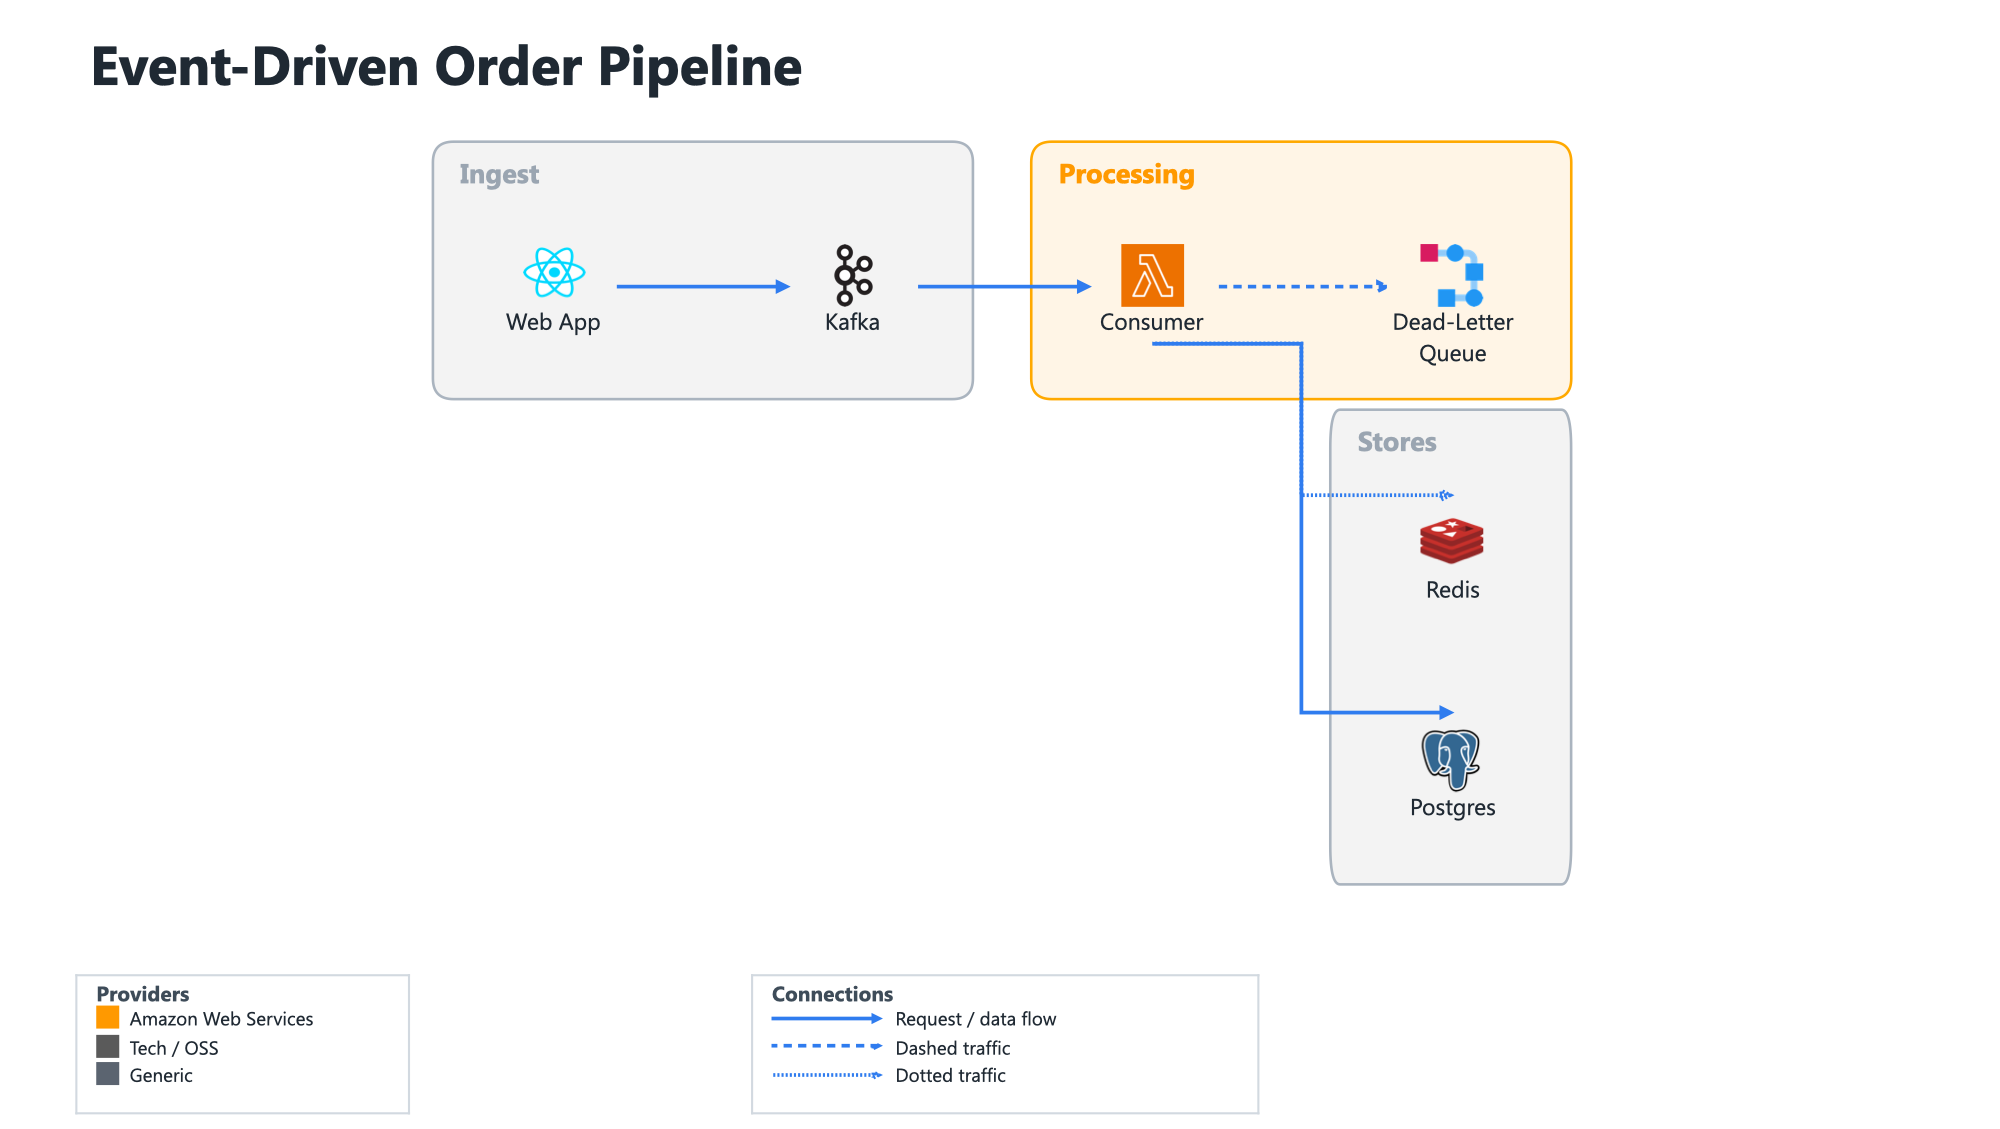 Event-Driven Order Pipeline
Ingest
Web App
Kafka
Processing
Consumer
Dead-Letter
Queue
Stores
Redis
Postgres
Providers
Amazon Web Services
Tech / OSS
Generic
Connections
Request / data flow
Dashed traffic
Dotted traffic